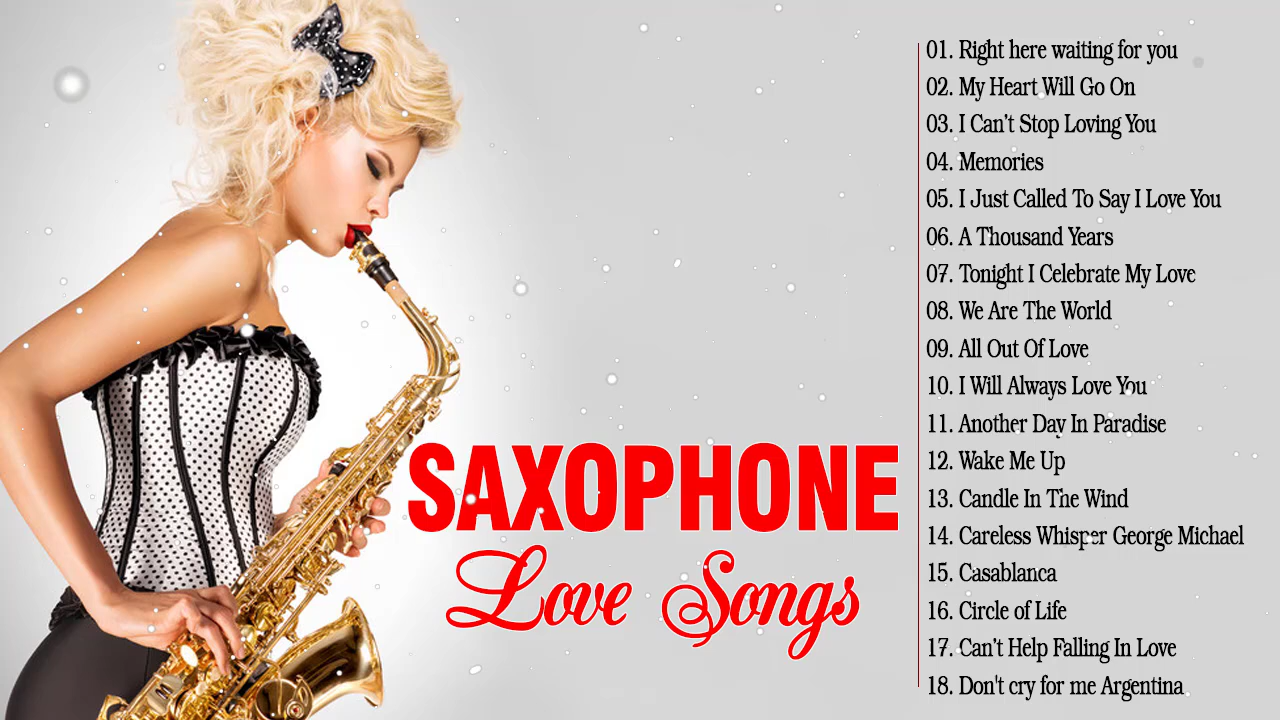 SAXOPHONE
Love Songs
01. Right here waiting for you
02. My Heart Will Go On
03. I Can't Stop Loving You
04. Memories
05. I Just Called To Say I Love You
06. A Thousand Years
07. Tonight I Celebrate My Love
08. We Are The World
09. All Out Of Love
10. I Will Always Love You
11. Another Day In Paradise
12. Wake Me Up
13. Candle In The Wind
14. Careless Whisper George Michael
15. Casablanca
16. Circle of Life
17. Can't Help Falling In Love
18. Don't cry for me Argentina